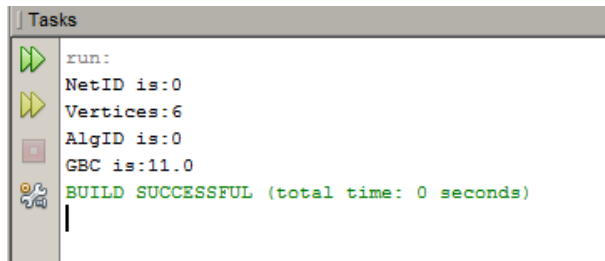 Tasks
run:
NetID is:0
Vertices:6
AlgID is:0
GBC is:11.0
BUILD SUCCESSFUL (total time: 0 seconds)